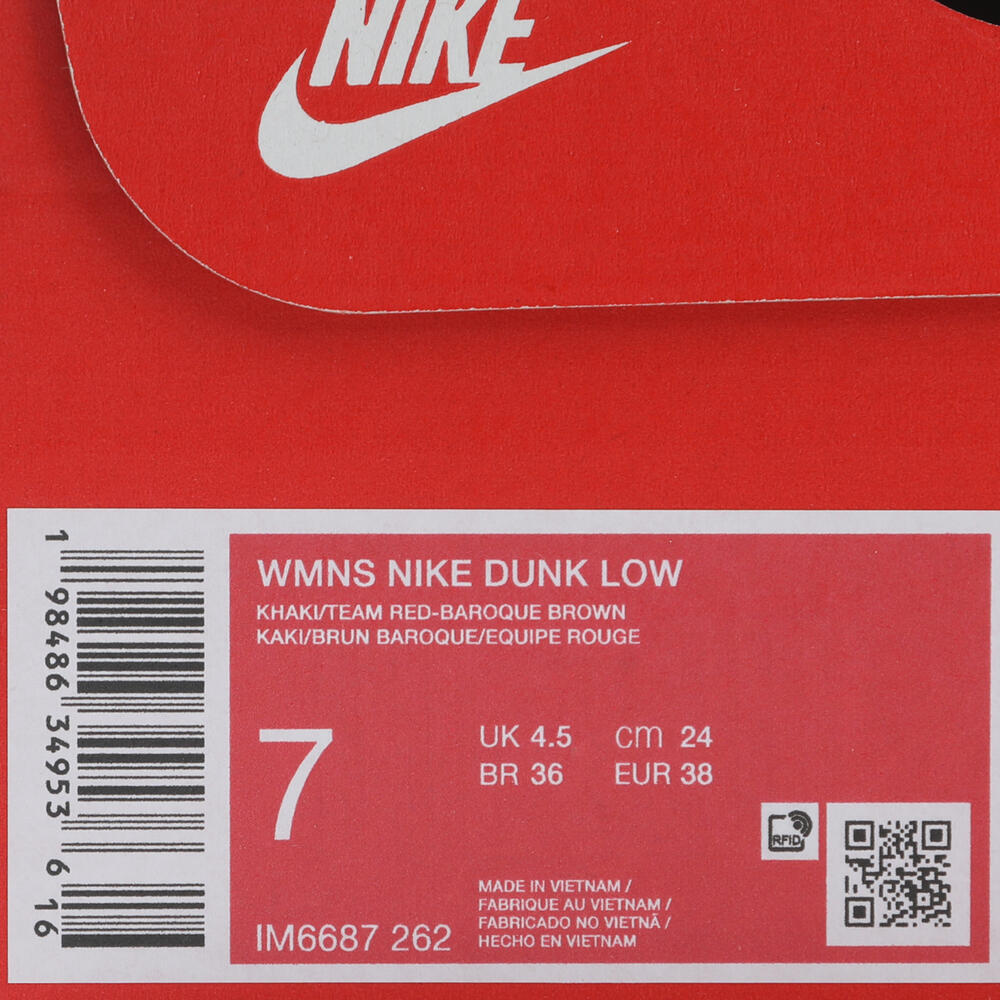 NIKE
WMNS NIKE DUNK LOW
KHAKI/TEAM RED-BAROQUE BROWN
KAKI/BRUN BAROQUE/EQUIPE ROUGE
7
UK 4.5 cm 24
BR 36 EUR 38
RFID
MADE IN VIETNAM /
FABRIQUE AU VIETNAM /
FABRICADO NO VIETNÃ /
HECHO EN VIETNAM
IM6687 262
1 98486 34953 6 16